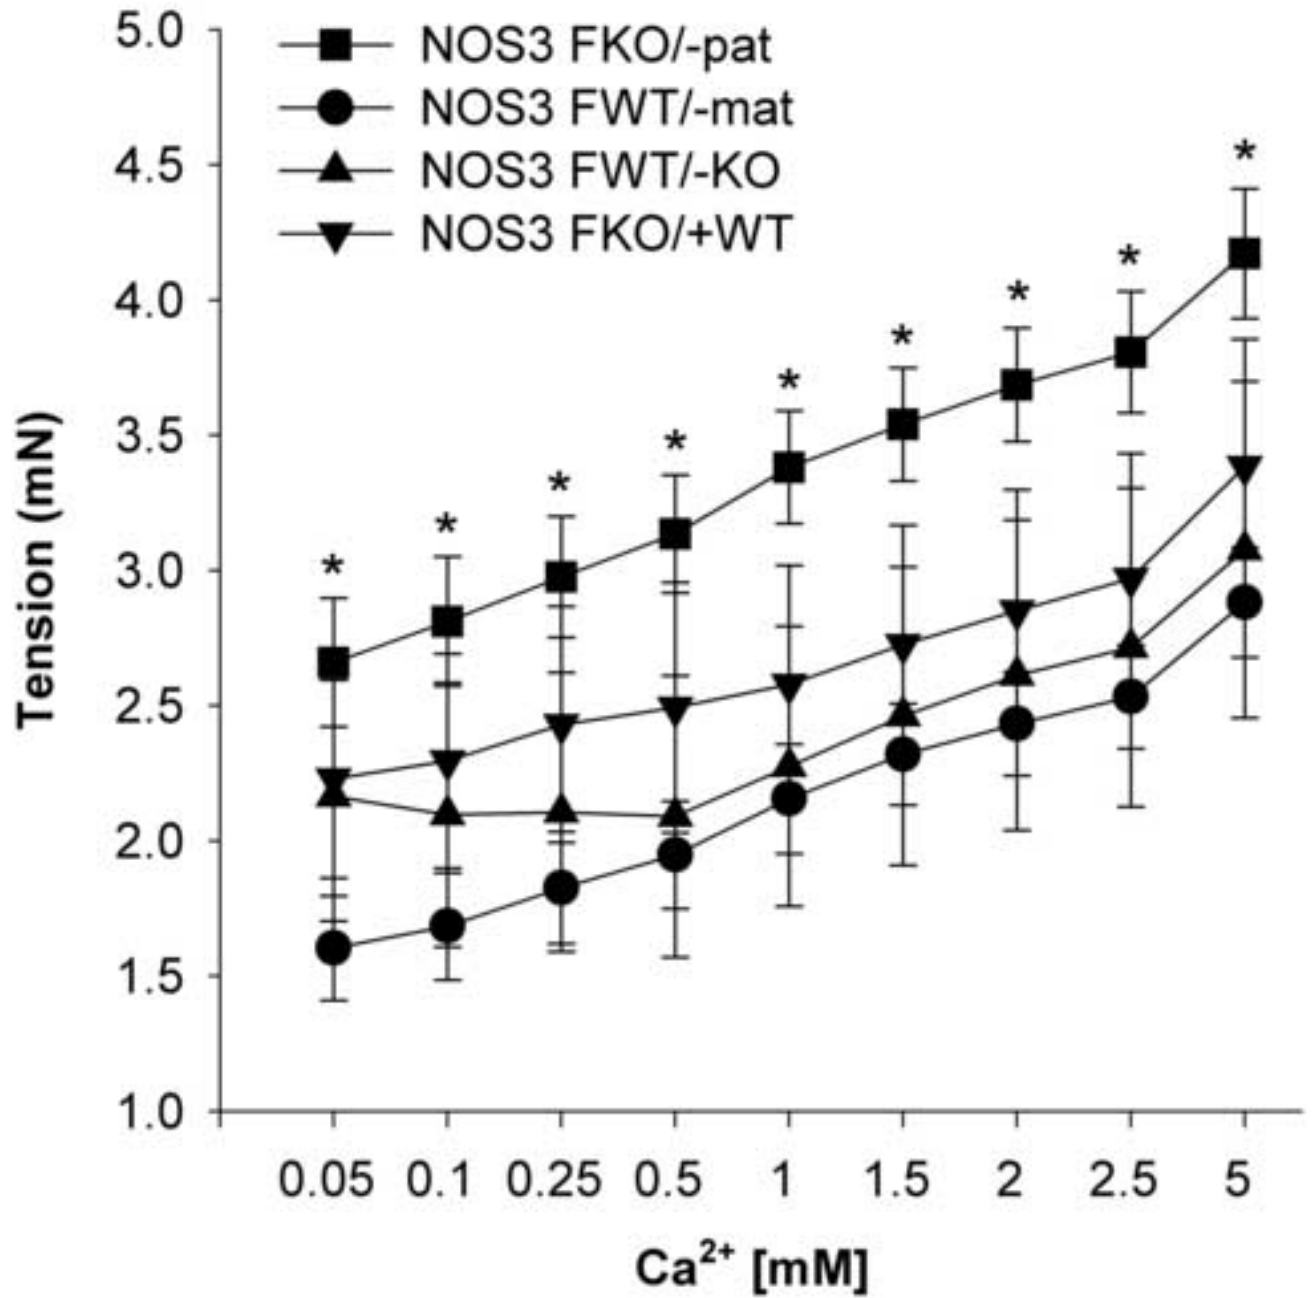 5.0
4.5
4.0
3.5
3.0
2.5
2.0
1.5
1.0
Tension (mN)
NOS3 FKO/-pat
NOS3 FWT/-mat
NOS3 FWT/-KO
NOS3 FKO/+WT
* * * * * * * * *
0.05 0.1 0.25 0.5 1 1.5 2 2.5 5
Ca²⁺ [mM]